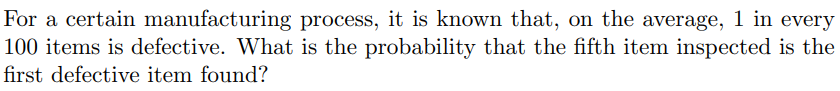 For a certain manufacturing process, it is known that, on the average, 1 in every
100 items is defective. What is the probability that the fifth item inspected is the
first defective item found?